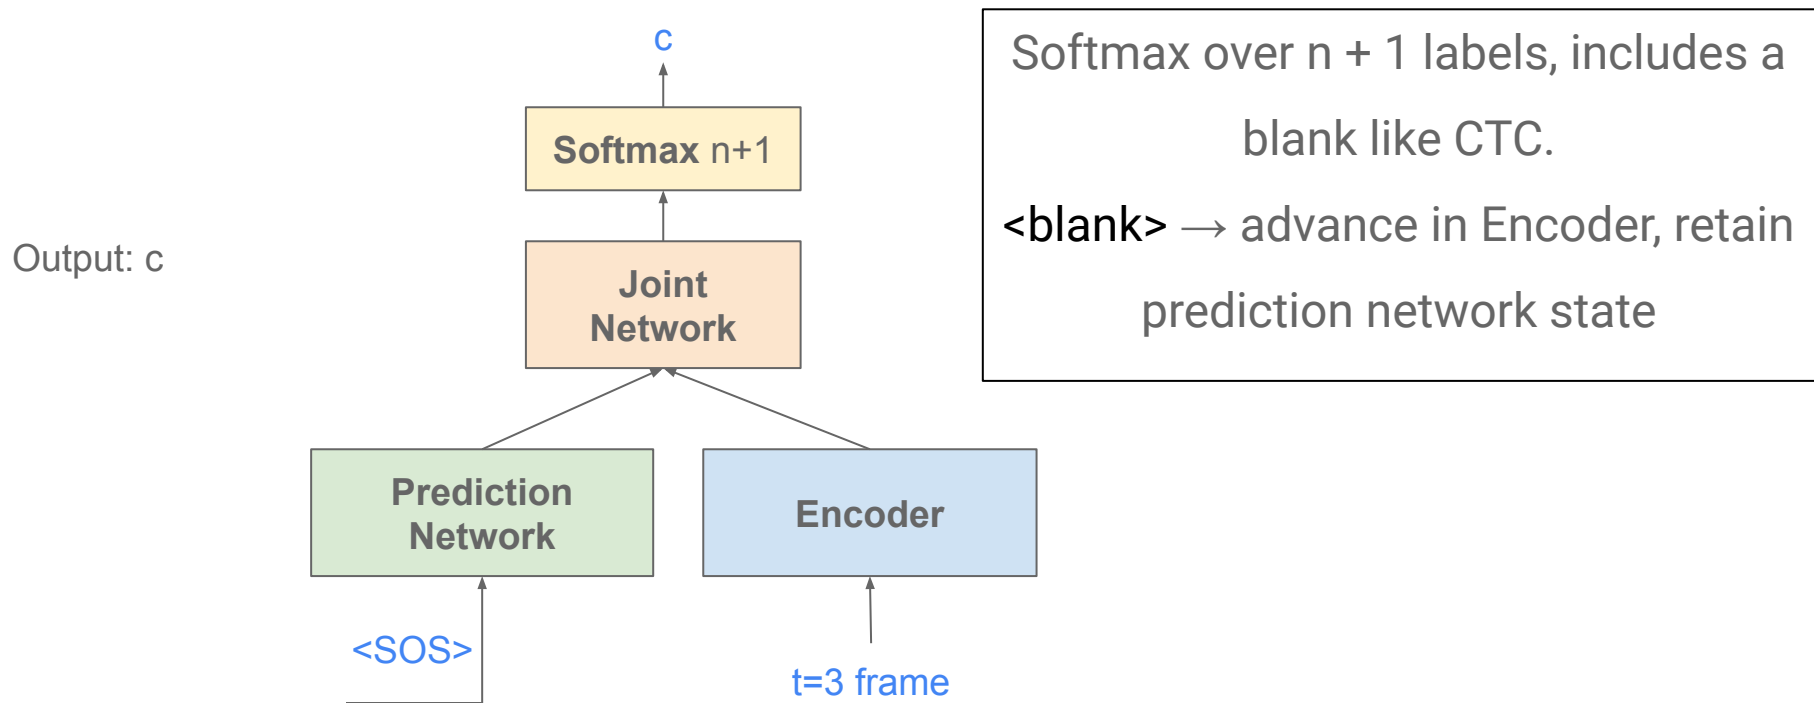 c
Softmax n+1
Output: c
Joint
Network
Prediction
Network
Encoder
<SOS>
t=3 frame
Softmax over n + 1 labels, includes a
blank like CTC.
<blank> → advance in Encoder, retain
prediction network state